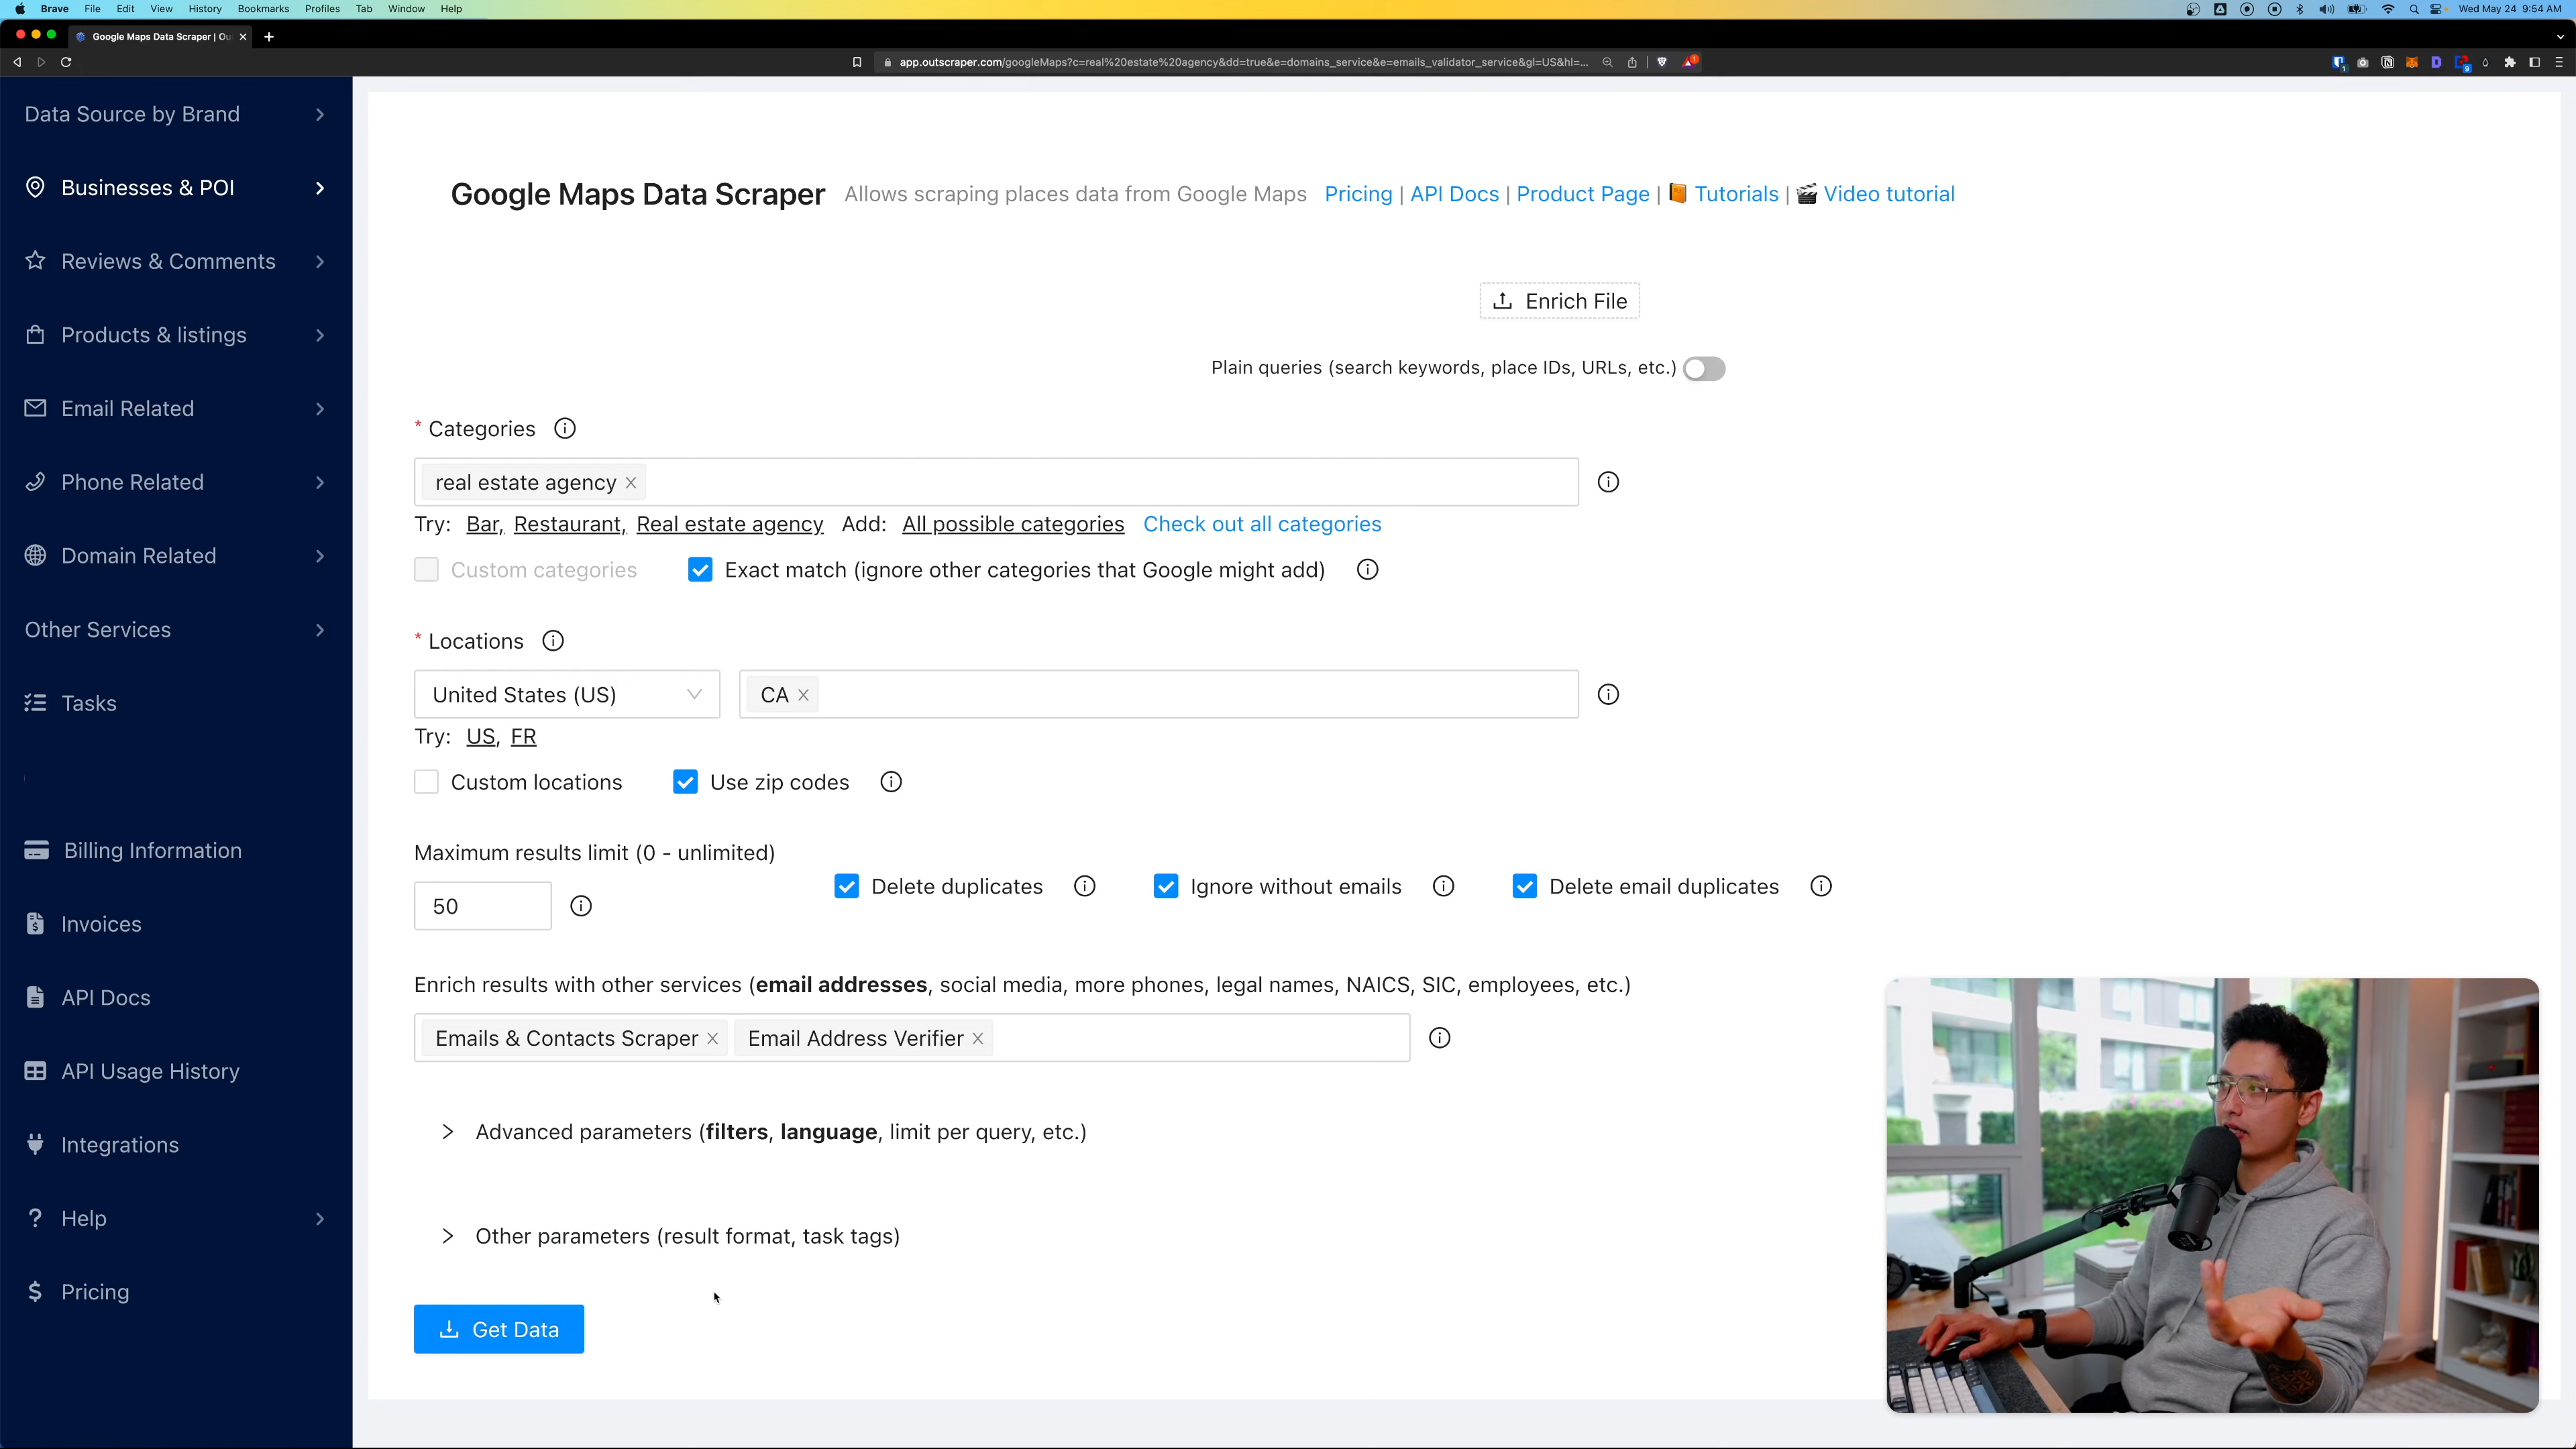 Brave File Edit View History Bookmarks Profiles Tab Window Help Wed May 24 9:54 AM
Google Maps Data Scraper | Ou
app.outscraper.com/googleMaps?c=real%20estate%20agency&dd=true&e=domains_service&e=emails_validator_service&gl=US&hl=...
Data Source by Brand
Businesses & POI
Reviews & Comments
Products & listings
Email Related
Phone Related
Domain Related
Other Services
Tasks
Billing Information
Invoices
API Docs
API Usage History
Integrations
Help
Pricing
Google Maps Data Scraper Allows scraping places data from Google Maps Pricing | API Docs | Product Page | Tutorials | Video tutorial
Enrich File
Plain queries (search keywords, place IDs, URLs, etc.)
* Categories
real estate agency
Try: Bar, Restaurant, Real estate agency Add: All possible categories Check out all categories
Custom categories Exact match (ignore other categories that Google might add)
* Locations
United States (US) CA
Try: US, FR
Custom locations Use zip codes
Maximum results limit (0 - unlimited)
50 Delete duplicates Ignore without emails Delete email duplicates
Enrich results with other services (email addresses, social media, more phones, legal names, NAICS, SIC, employees, etc.)
Emails & Contacts Scraper Email Address Verifier
Advanced parameters (filters, language, limit per query, etc.)
Other parameters (result format, task tags)
Get Data